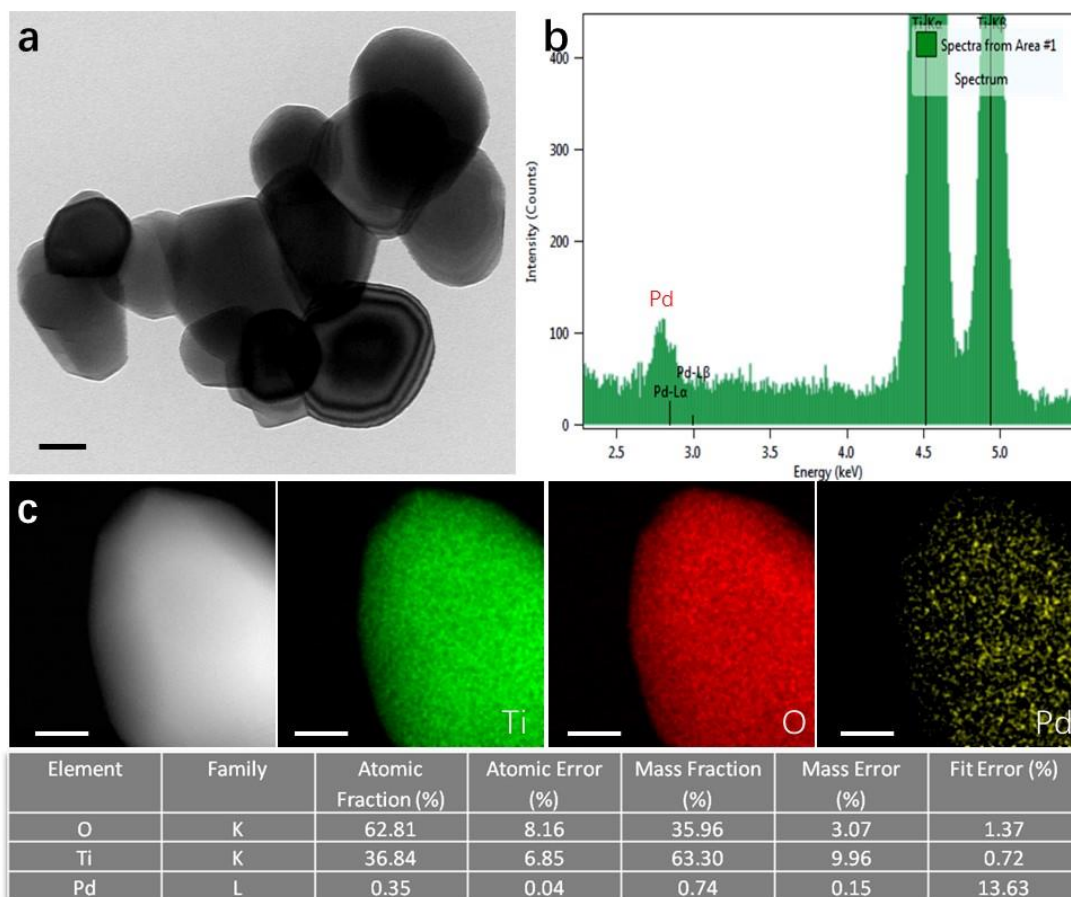 a
b
Ti-Kα Ti-Kβ
Spectra from Area #1
Spectrum
400
300
200
100
0
Intensity (Counts)
Pd
Pd-Lβ
Pd-Lα
2.5 3.0 3.5 4.0 4.5 5.0
Energy (keV)
c
Ti
O
Pd
Element Family Atomic Fraction (%) Atomic Error (%) Mass Fraction (%) Mass Error (%) Fit Error (%)
O K 62.81 8.16 35.96 3.07 1.37
Ti K 36.84 6.85 63.30 9.96 0.72
Pd L 0.35 0.04 0.74 0.15 13.63